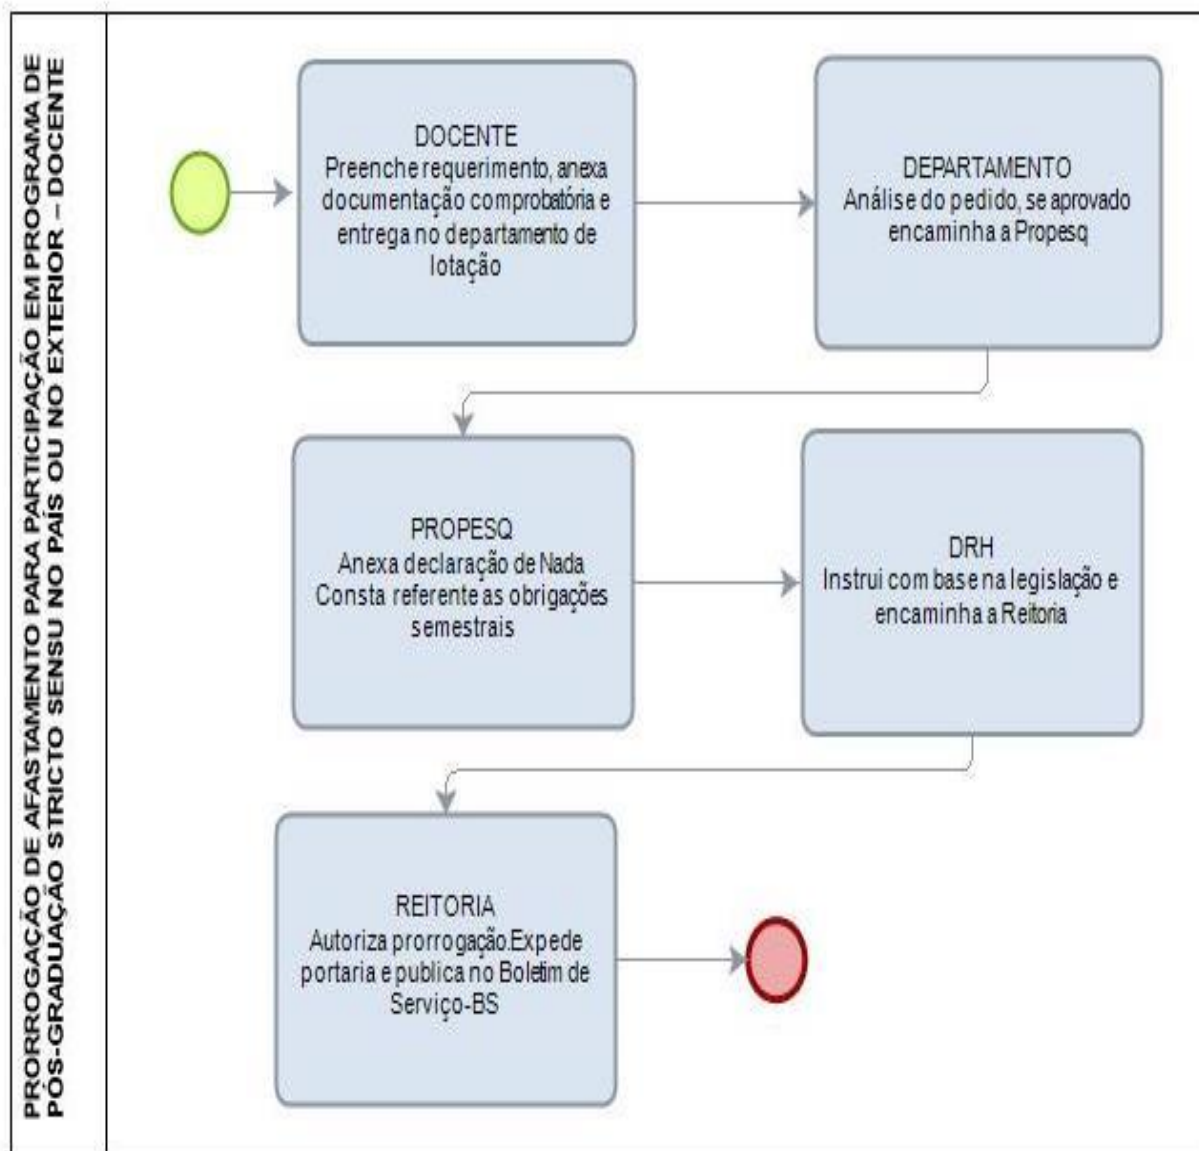 PRORROGAÇÃO DE AFASTAMENTO PARA PARTICIPAÇÃO EM PROGRAMA DE
PÓS-GRADUAÇÃO STRICTO SENSU NO PAÍS OU NO EXTERIOR – DOCENTE
DOCENTE
Preenche requerimento, anexa
documentação comprobatória e
entrega no departamento de
lotação
DEPARTAMENTO
Análise do pedido, se aprovado
encaminha a Propesq
PROPESQ
Anexa declaração de Nada
Consta referente as obrigações
semestrais
DRH
Instrui com base na legislação e
encaminha a Reitoria
REITORIA
Autoriza prorrogação.Expede
portaria e publica no Boletim de
Serviço-BS